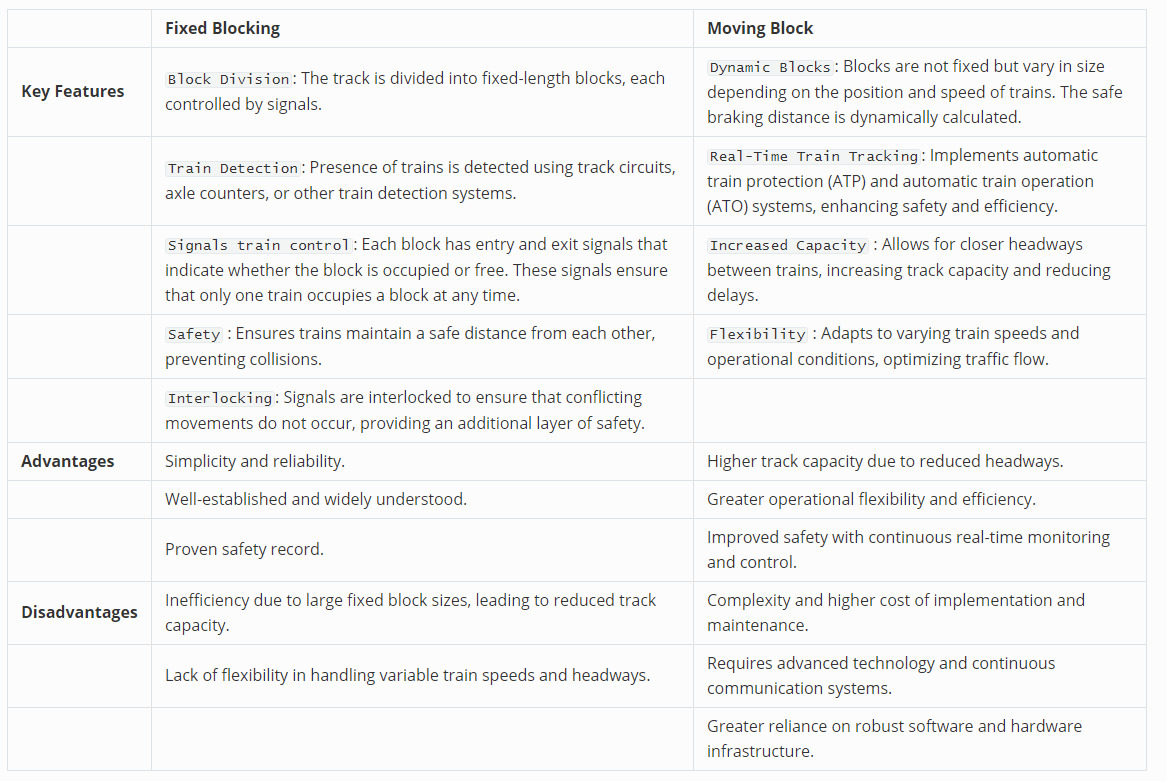 Fixed Blocking
Moving Block
Key Features
Block Division: The track is divided into fixed-length blocks, each
controlled by signals.
Dynamic Blocks: Blocks are not fixed but vary in size
depending on the position and speed of trains. The safe
braking distance is dynamically calculated.
Train Detection: Presence of trains is detected using track circuits,
axle counters, or other train detection systems.
Real-Time Train Tracking: Implements automatic
train protection (ATP) and automatic train operation
(ATO) systems, enhancing safety and efficiency.
Signals train control: Each block has entry and exit signals that
indicate whether the block is occupied or free. These signals ensure
that only one train occupies a block at any time.
Increased Capacity : Allows for closer headways
between trains, increasing track capacity and reducing
delays.
Safety : Ensures trains maintain a safe distance from each other,
preventing collisions.
Flexibility : Adapts to varying train speeds and
operational conditions, optimizing traffic flow.
Interlocking: Signals are interlocked to ensure that conflicting
movements do not occur, providing an additional layer of safety.
Advantages
Simplicity and reliability.
Higher track capacity due to reduced headways.
Well-established and widely understood.
Greater operational flexibility and efficiency.
Proven safety record.
Improved safety with continuous real-time monitoring
and control.
Disadvantages
Inefficiency due to large fixed block sizes, leading to reduced track
capacity.
Complexity and higher cost of implementation and
maintenance.
Lack of flexibility in handling variable train speeds and headways.
Requires advanced technology and continuous
communication systems.
Greater reliance on robust software and hardware
infrastructure.